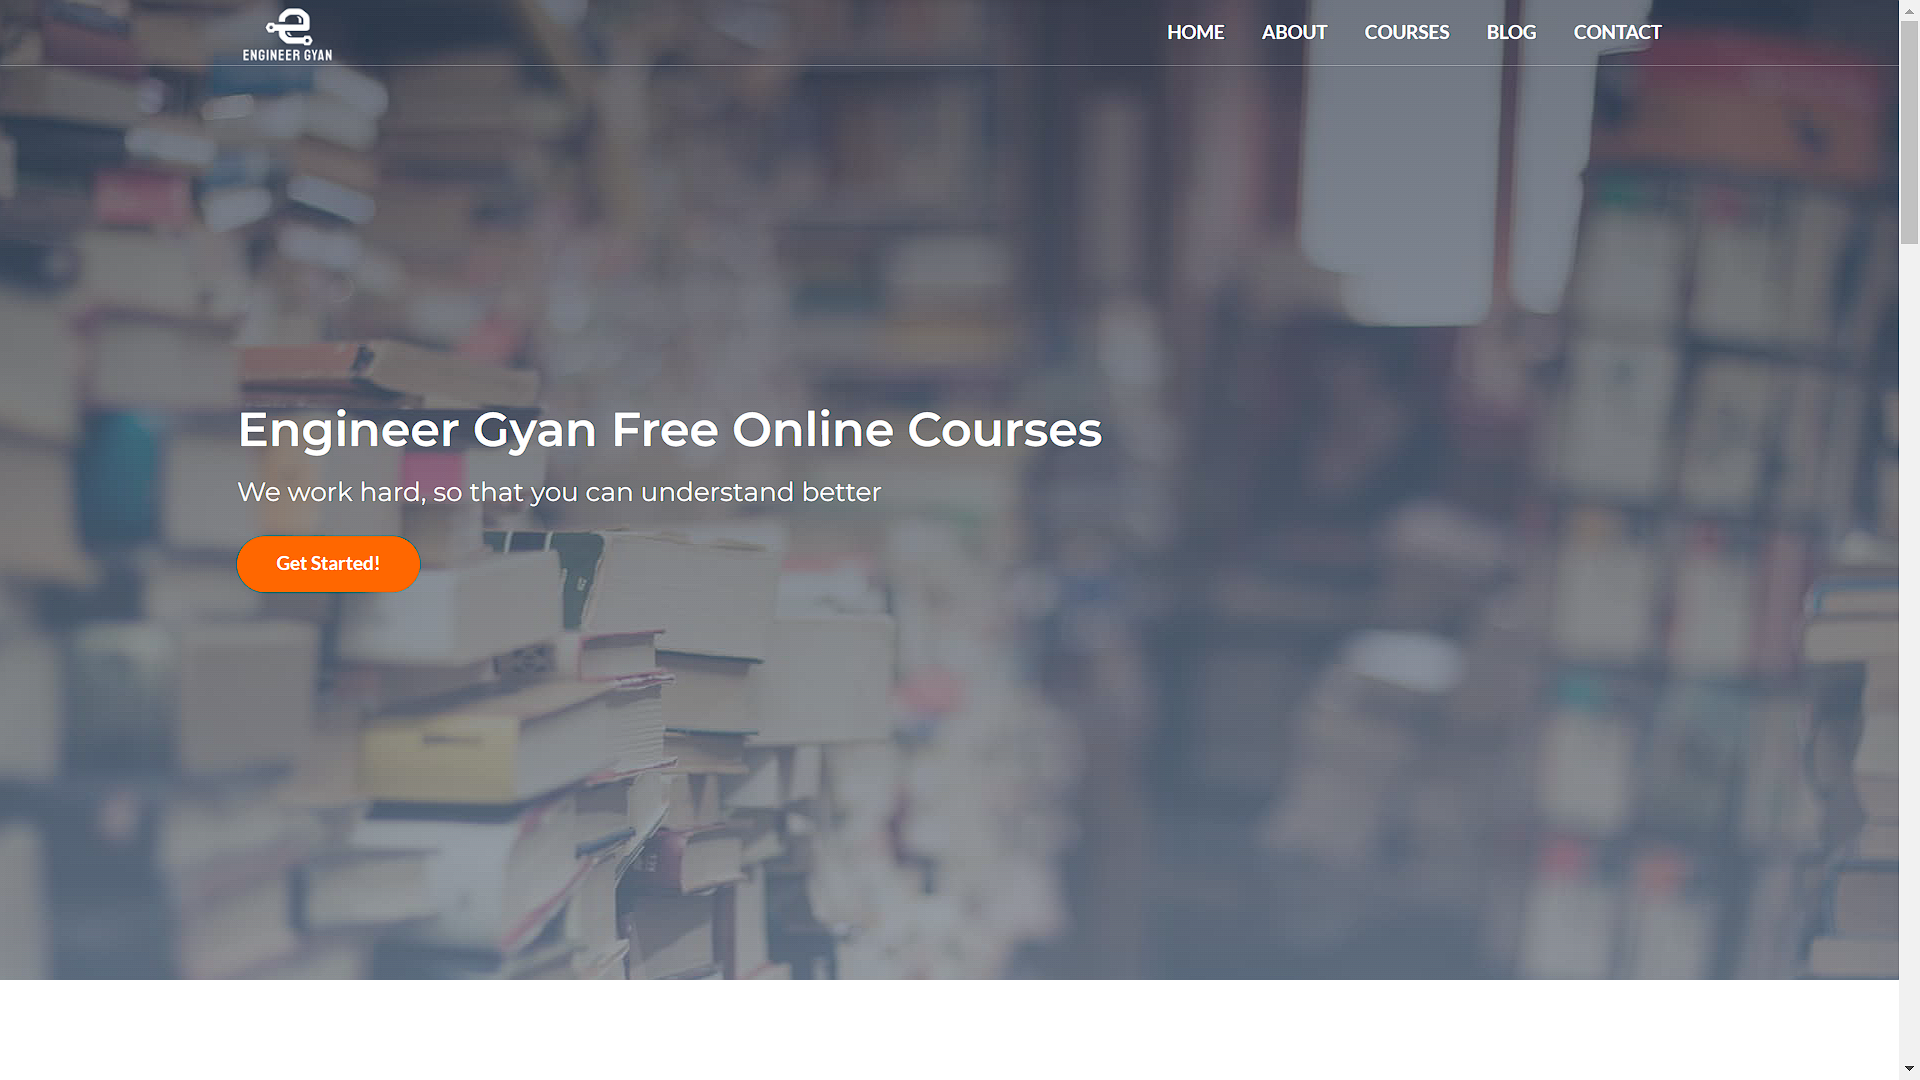 ENGINEER GYAN
HOME ABOUT COURSES BLOG CONTACT
Engineer Gyan Free Online Courses
We work hard, so that you can understand better
Get Started!